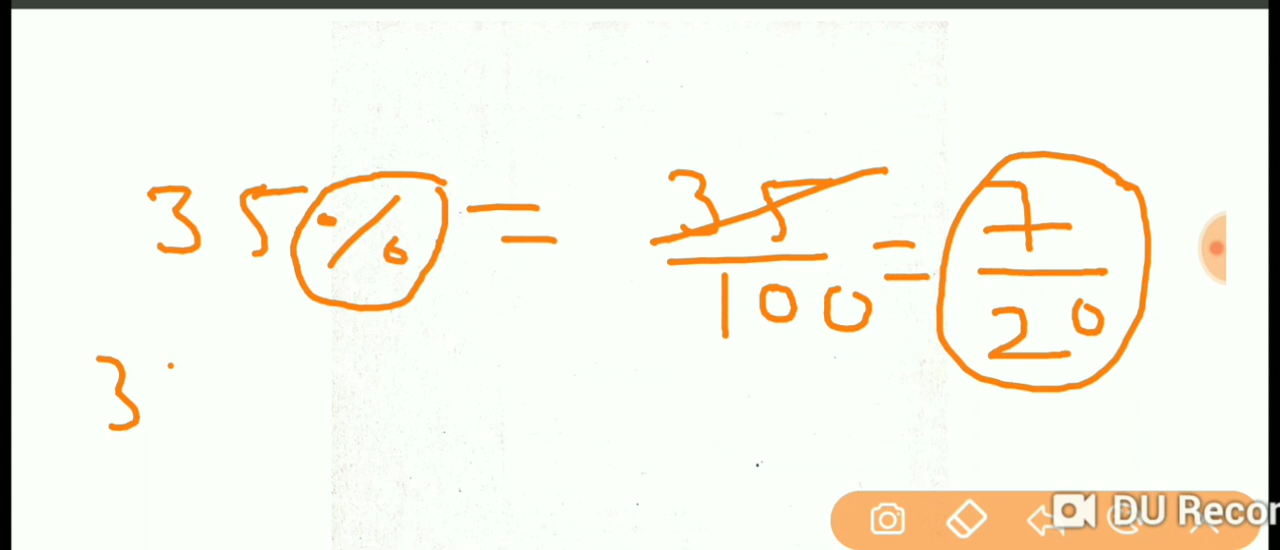 35% = 35/100 = 7/20
3
DU Recor